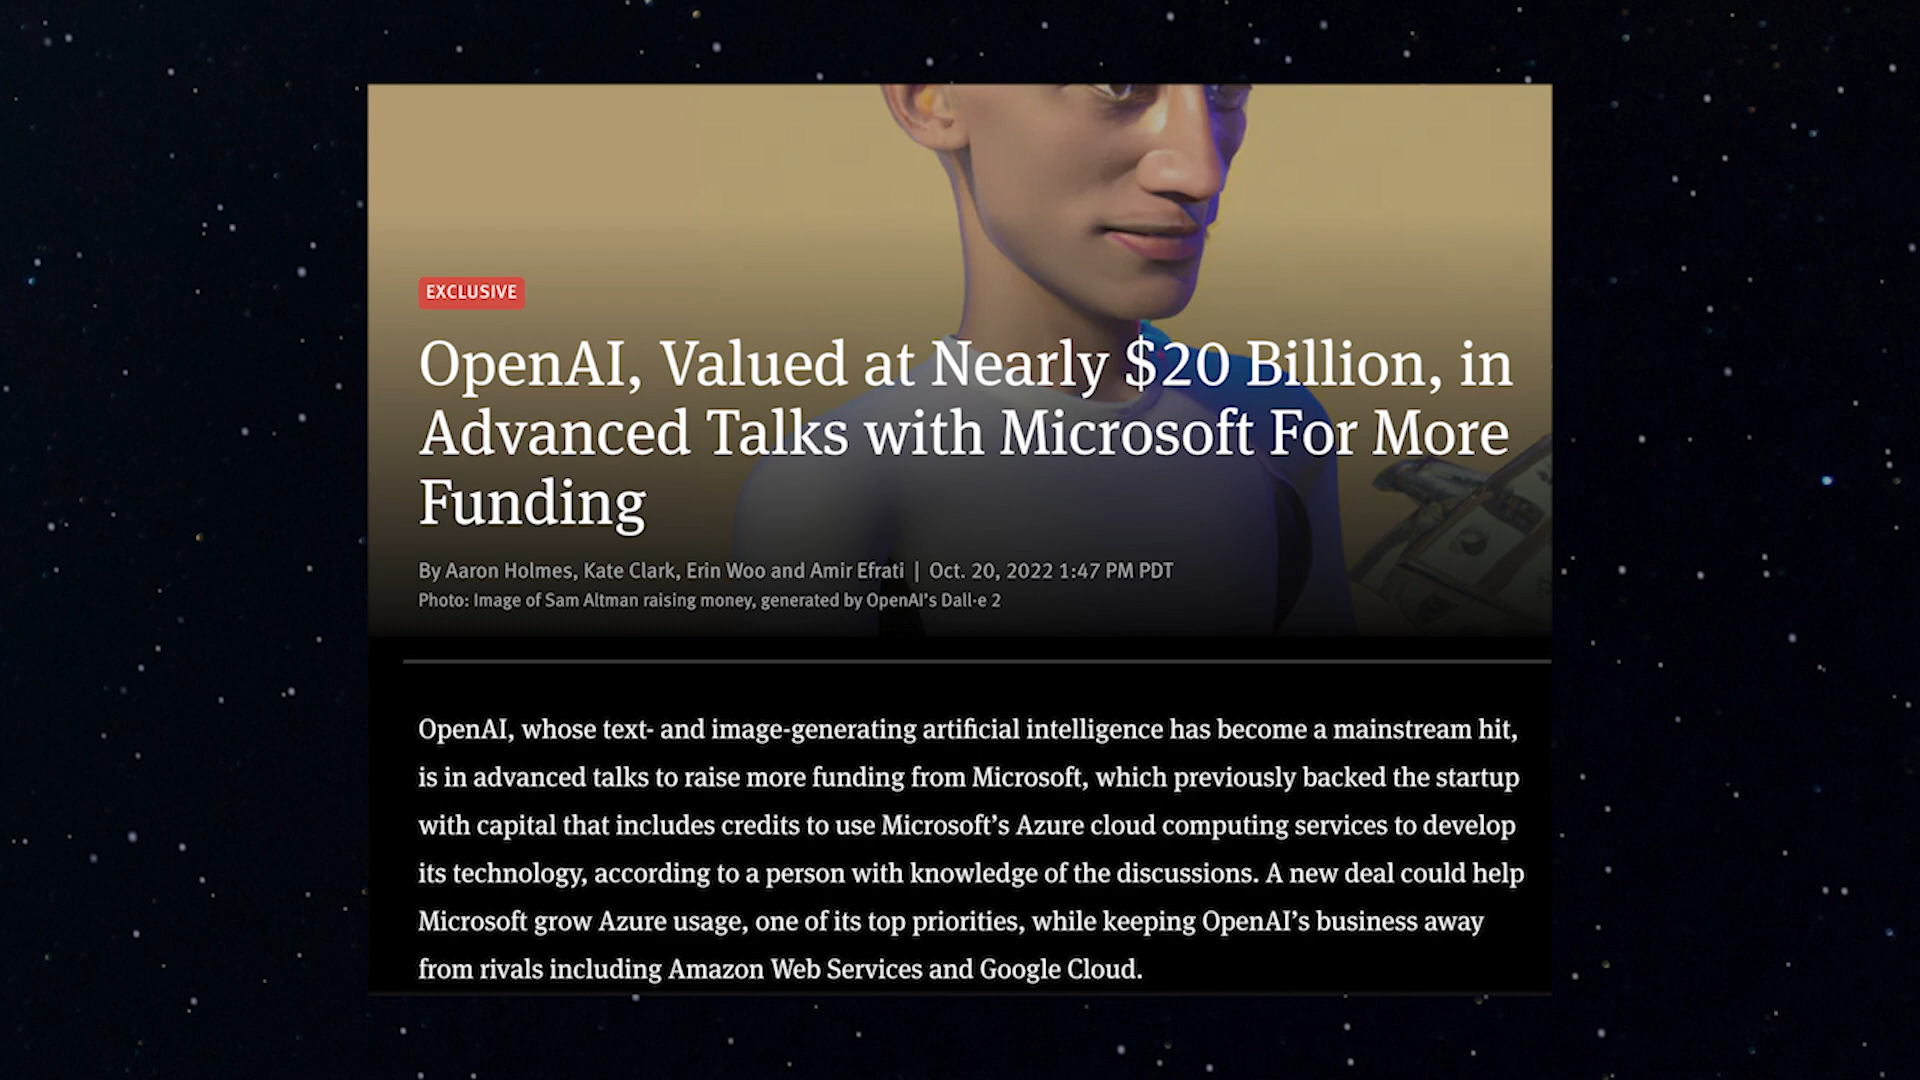 EXCLUSIVE
OpenAI, Valued at Nearly $20 Billion, in
Advanced Talks with Microsoft For More
Funding
By Aaron Holmes, Kate Clark, Erin Woo and Amir Efrati | Oct. 20, 2022 1:47 PM PDT
Photo: Image of Sam Altman raising money, generated by OpenAI's Dall-e 2
OpenAI, whose text- and image-generating artificial intelligence has become a mainstream hit,
is in advanced talks to raise more funding from Microsoft, which previously backed the startup
with capital that includes credits to use Microsoft’s Azure cloud computing services to develop
its technology, according to a person with knowledge of the discussions. A new deal could help
Microsoft grow Azure usage, one of its top priorities, while keeping OpenAI’s business away
from rivals including Amazon Web Services and Google Cloud.